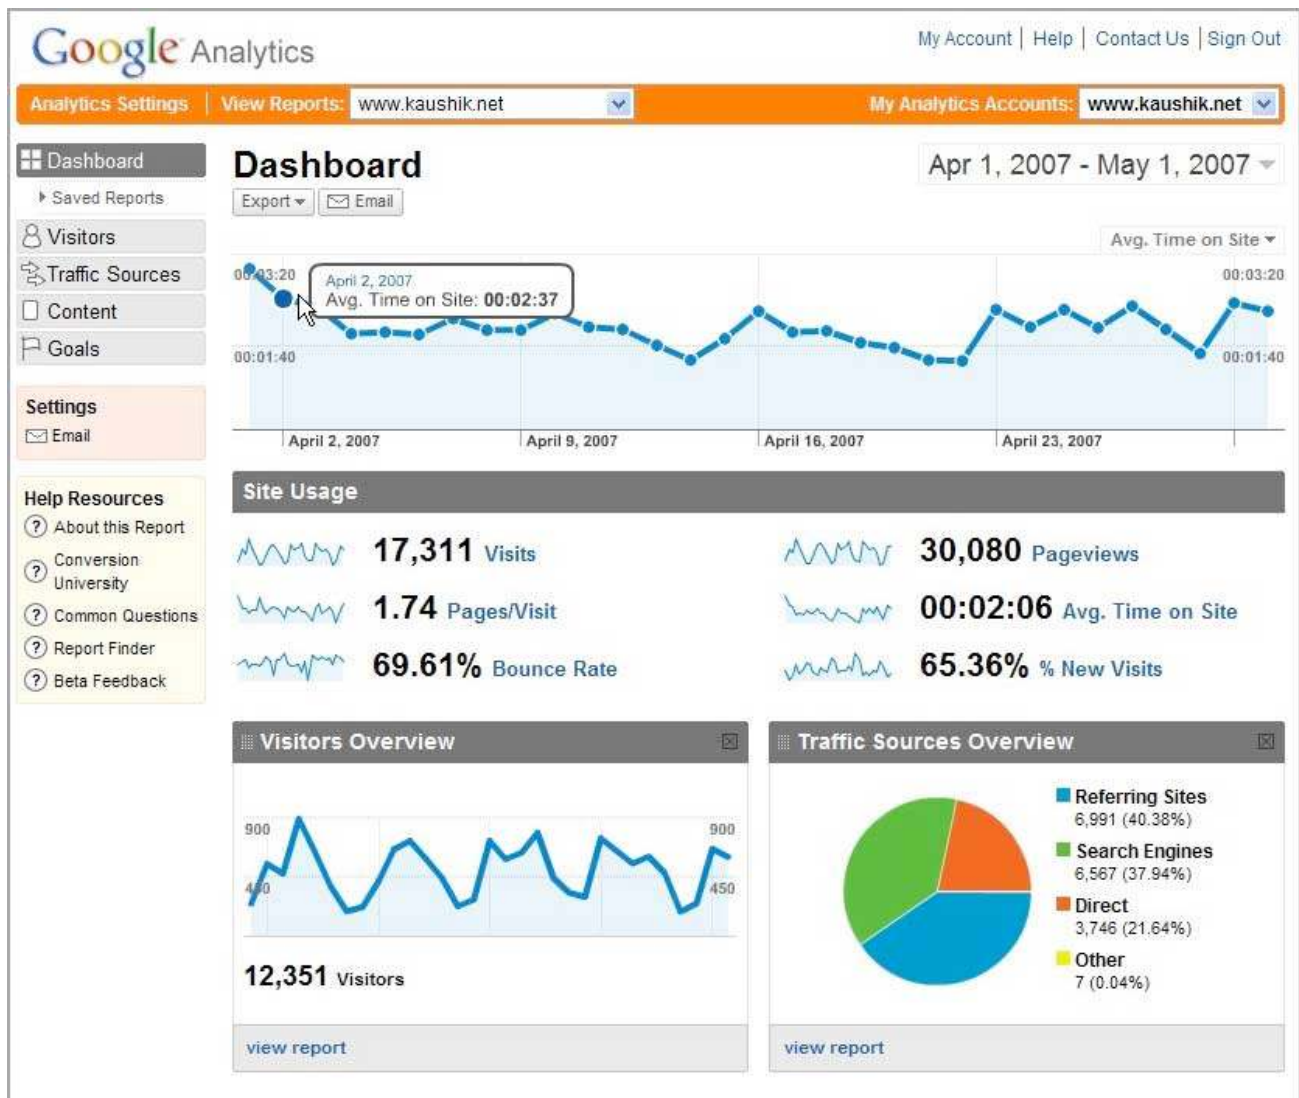 Google Analytics
My Account | Help | Contact Us | Sign Out
Analytics Settings | View Reports: www.kaushik.net
My Analytics Accounts: www.kaushik.net
Dashboard
Saved Reports
Visitors
Traffic Sources
Content
Goals
Settings
Email
Help Resources
? About this Report
? Conversion
University
? Common Questions
? Report Finder
? Beta Feedback
Dashboard
Apr 1, 2007 - May 1, 2007
Export
Email
Avg. Time on Site
00:03:20
April 2, 2007
Avg. Time on Site: 00:02:37
00:03:20
00:01:40
00:01:40
April 2, 2007
April 9, 2007
April 16, 2007
April 23, 2007
Site Usage
17,311 Visits
30,080 Pageviews
1.74 Pages/Visit
00:02:06 Avg. Time on Site
69.61% Bounce Rate
65.36% % New Visits
Visitors Overview
900
900
450
450
12,351 Visitors
view report
Traffic Sources Overview
Referring Sites
6,991 (40.38%)
Search Engines
6,567 (37.94%)
Direct
3,746 (21.64%)
Other
7 (0.04%)
view report